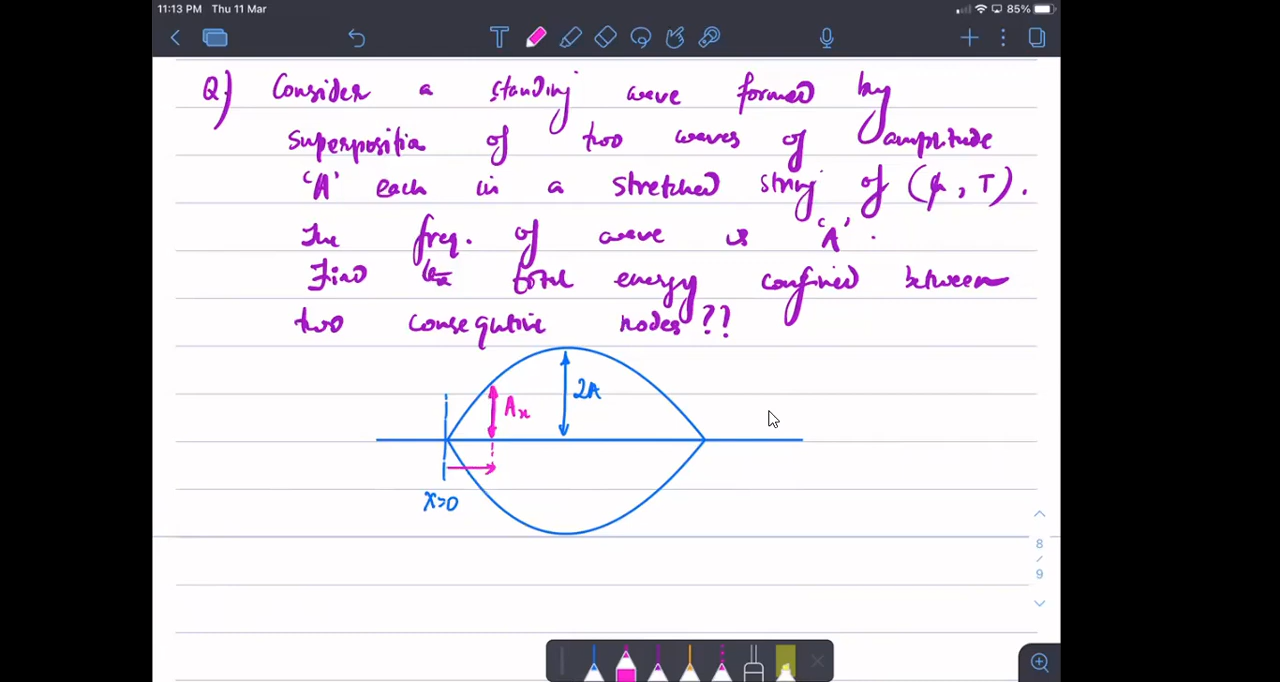 11:13 PM Thu 11 Mar
85%
T
Q) Consider a standing wave formed by
superposition of two waves of amplitude
'A' each in a stretched string of (μ, T).
The freq. of wave is 'A'.
Find the total energy confined between
two consequtive nodes ??
2A
Ax
x=0
8
/
9